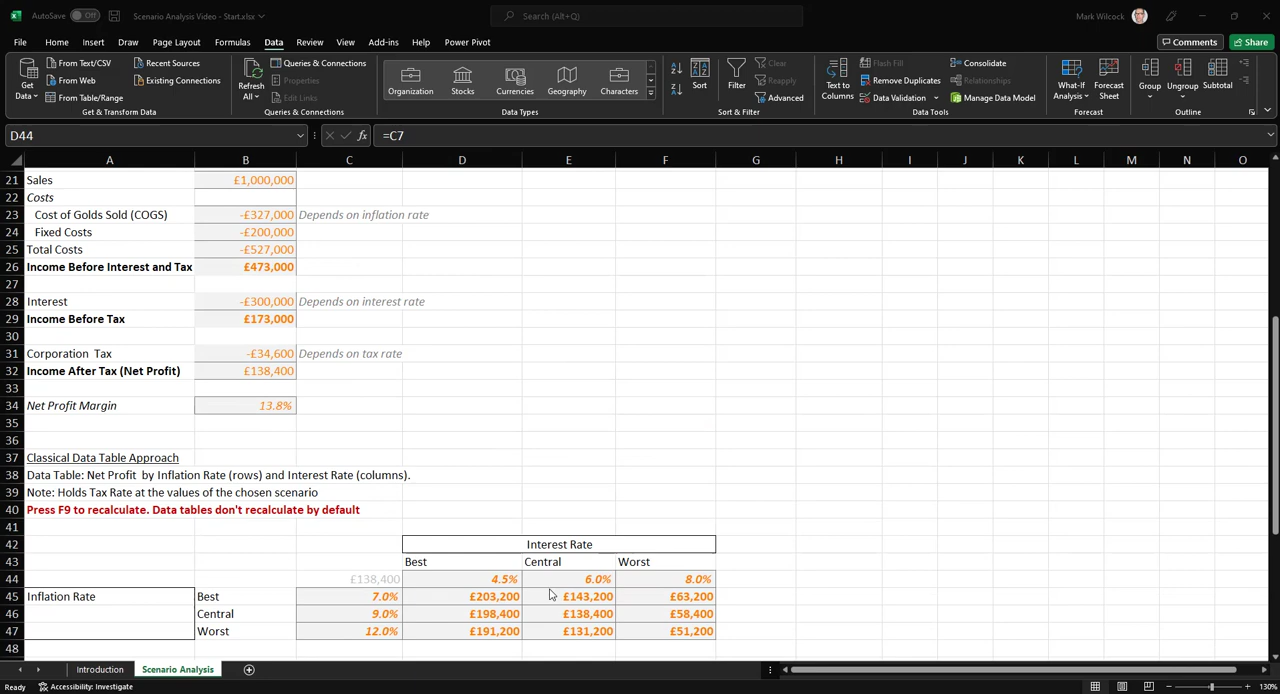 AutoSave Off Scenario Analysis Video - Start.xlsx Search (Alt+Q) Mark Wilcock
File Home Insert Draw Page Layout Formulas Data Review View Add-ins Help Power Pivot Comments Share
Get Data From Text/CSV From Web From Table/Range Recent Sources Existing Connections
Get & Transform Data
Refresh All Queries & Connections Properties Edit Links
Queries & Connections
Organization Stocks Currencies Geography Characters
Data Types
Sort Filter Clear Reapply Advanced
Sort & Filter
Text to Columns Flash Fill Remove Duplicates Data Validation Consolidate Relationships Manage Data Model
Data Tools
What-If Analysis Forecast Sheet
Forecast
Group Ungroup Subtotal
Outline
D44 fx =C7
A B C D E F G H I J K L M N O
21 Sales £1,000,000
22 Costs
23 Cost of Golds Sold (COGS) -£327,000 Depends on inflation rate
24 Fixed Costs -£200,000
25 Total Costs -£527,000
26 Income Before Interest and Tax £473,000
27
28 Interest -£300,000 Depends on interest rate
29 Income Before Tax £173,000
30
31 Corporation Tax -£34,600 Depends on tax rate
32 Income After Tax (Net Profit) £138,400
33
34 Net Profit Margin 13.8%
35
36
37 Classical Data Table Approach
38 Data Table: Net Profit by Inflation Rate (rows) and Interest Rate (columns).
39 Note: Holds Tax Rate at the values of the chosen scenario
40 Press F9 to recalculate. Data tables don't recalculate by default
41
42 Interest Rate
43 Best Central Worst
44 £138,400 4.5% 6.0% 8.0%
45 Inflation Rate Best 7.0% £203,200 £143,200 £63,200
46 Central 9.0% £198,400 £138,400 £58,400
47 Worst 12.0% £191,200 £131,200 £51,200
48
Introduction Scenario Analysis
Ready Accessibility: Investigate 130%